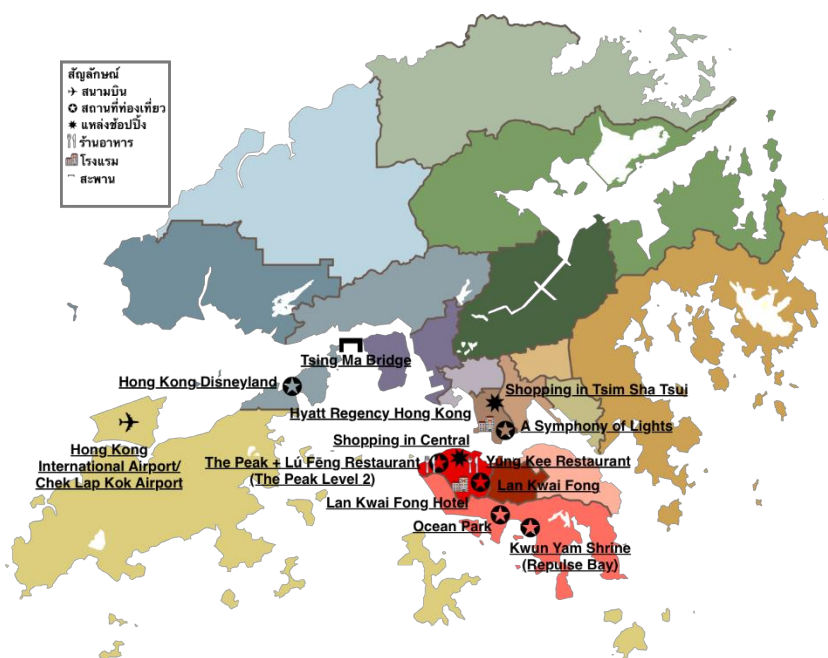 สัญลักษณ์
สนามบิน
สถานที่ท่องเที่ยว
แหล่งช้อปปิ้ง
ร้านอาหาร
โรงแรม
สะพาน
Tsing Ma Bridge
Hong Kong Disneyland
Shopping in Tsim Sha Tsui
Hyatt Regency Hong Kong
A Symphony of Lights
Hong Kong
International Airport/
Chek Lap Kok Airport
Shopping in Central
The Peak + Lú Fēng Restaurant
(The Peak Level 2)
Yung Kee Restaurant
Lan Kwai Fong
Lan Kwai Fong Hotel
Ocean Park
Kwun Yam Shrine
(Repulse Bay)